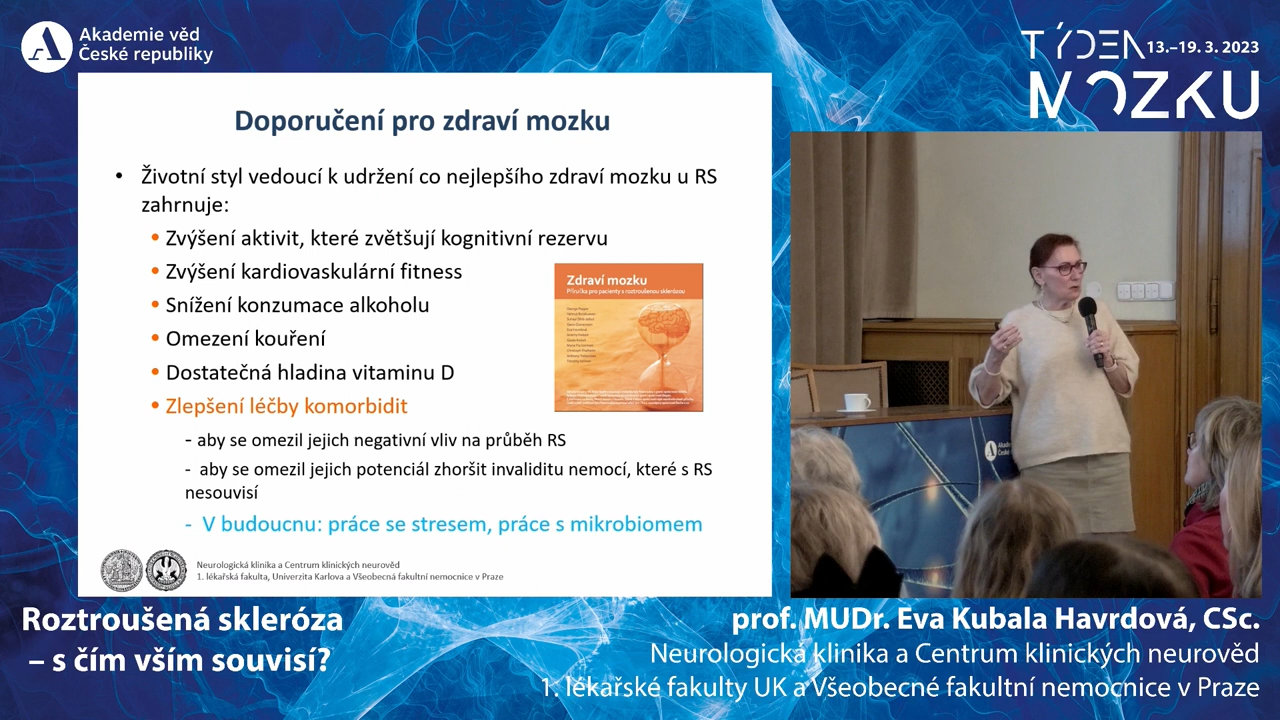 Akademie věd
České republiky
TÝDEN 13.–19. 3. 2023
MOZKU
Doporučení pro zdraví mozku
• Životní styl vedoucí k udržení co nejlepšího zdraví mozku u RS
zahrnuje:
• Zvýšení aktivit, které zvětšují kognitivní rezervu
• Zvýšení kardiovaskulární fitness
• Snížení konzumace alkoholu
• Omezení kouření
• Dostatečná hladina vitaminu D
• Zlepšení léčby komorbidit
- aby se omezil jejich negativní vliv na průběh RS
- aby se omezil jejich potenciál zhoršit invaliditu nemocí, které s RS
nesouvisí
- V budoucnu: práce se stresem, práce s mikrobiomem
Zdraví mozku
Příručka pro pacienty s roztroušenou sklerózou
Neurologická klinika a Centrum klinických neurověd
1. lékařská fakulta, Univerzita Karlova a Všeobecná fakultní nemocnice v Praze
Roztroušená skleróza
– s čím vším souvisí?
prof. MUDr. Eva Kubala Havrdová, CSc.
Neurologická klinika a Centrum klinických neurověd
1. lékařské fakulty UK a Všeobecné fakultní nemocnice v Praze